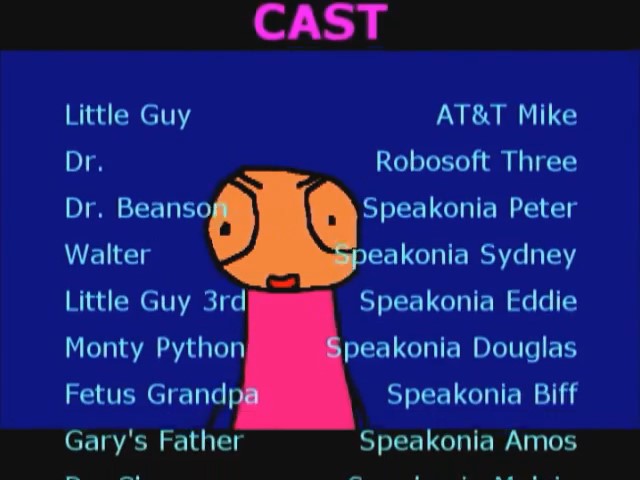 CAST
Little Guy AT&T Mike
Dr. Robosoft Three
Dr. Beanson Speakonia Peter
Walter Speakonia Sydney
Little Guy 3rd Speakonia Eddie
Monty Python Speakonia Douglas
Fetus Grandpa Speakonia Biff
Gary's Father Speakonia Amos